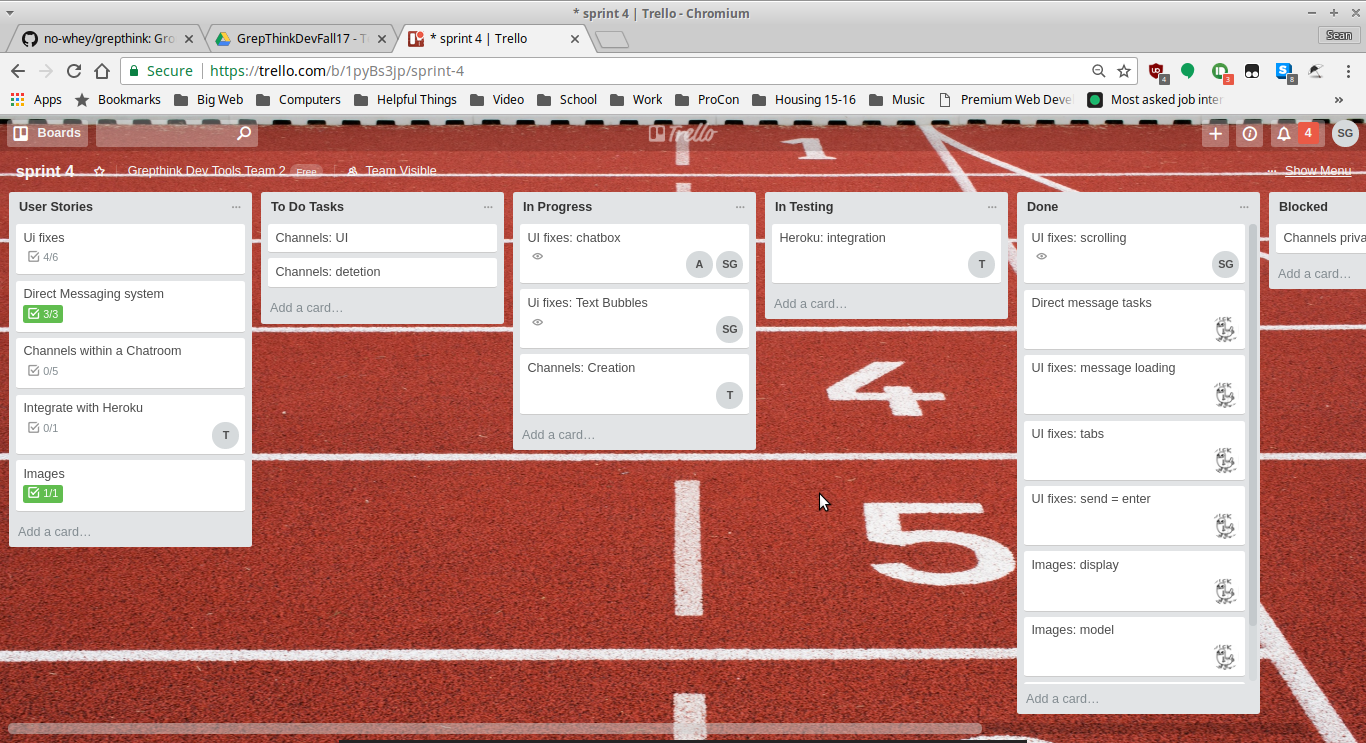 * sprint 4 | Trello - Chromium
no-whey/grepthink: Gro
GrepThinkDevFall17 - T
* sprint 4 | Trello
Sean
Secure
https://trello.com/b/1pyBs3jp/sprint-4
4
3
8
Apps
Bookmarks
Big Web
Computers
Helpful Things
Video
School
Work
ProCon
Housing 15-16
Music
Premium Web Deve
Most asked job inter
»
Boards
Trello
4
SG
1
sprint 4
Grepthink Dev Tools Team 2
Free
Team Visible
Show Menu
User Stories
Ui fixes
4/6
Direct Messaging system
3/3
Channels within a Chatroom
0/5
Integrate with Heroku
0/1
T
Images
1/1
Add a card…
To Do Tasks
Channels: UI
Channels: detetion
Add a card…
In Progress
UI fixes: chatbox
A
SG
Ui fixes: Text Bubbles
SG
Channels: Creation
T
Add a card…
In Testing
Heroku: integration
T
Add a card…
4
5
Done
UI fixes: scrolling
SG
Direct message tasks
UI fixes: message loading
UI fixes: tabs
UI fixes: send = enter
Images: display
Images: model
Add a card…
Blocked
Channels priva
Add a card…